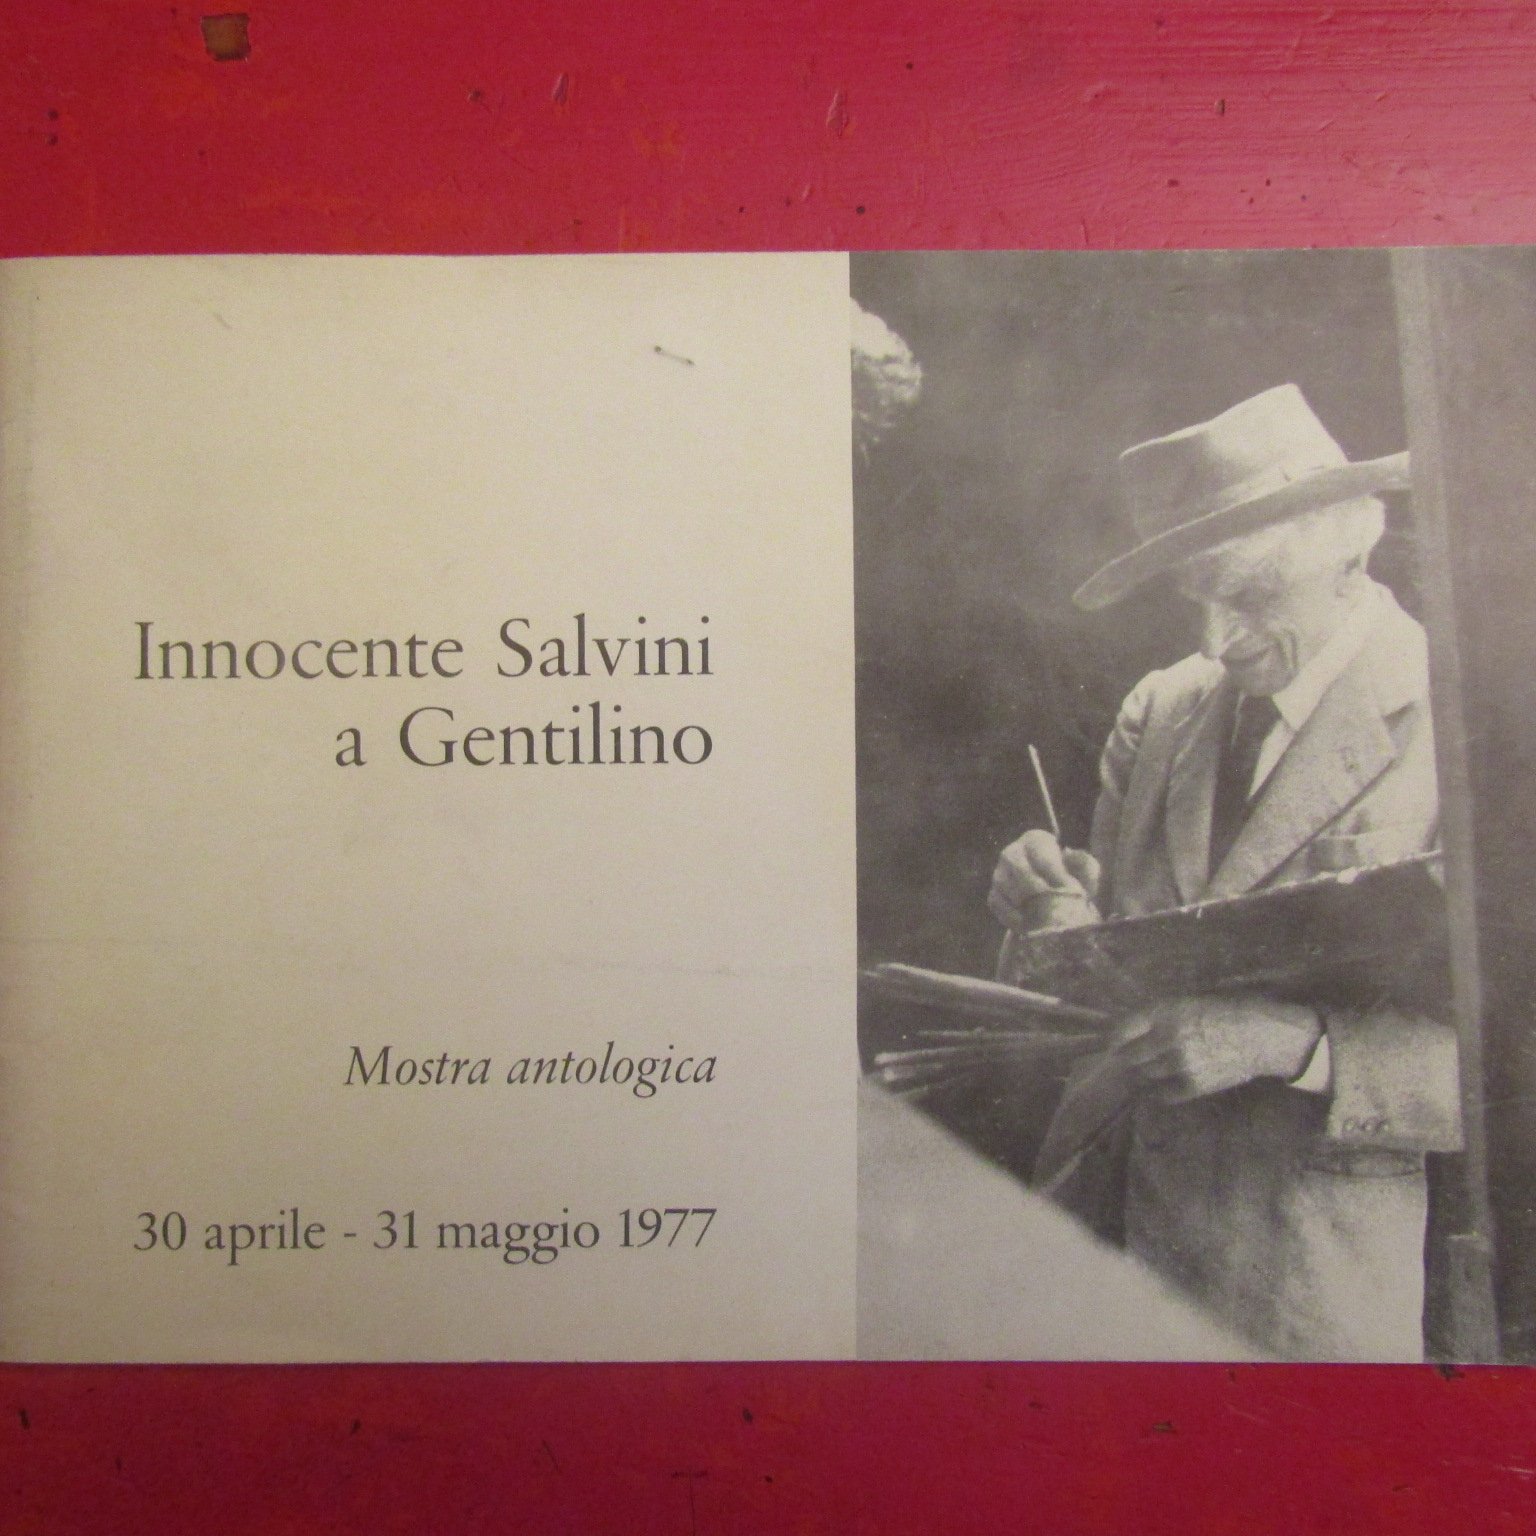 Innocente Salvini
a Gentilino
Mostra antologica
30 aprile - 31 maggio 1977